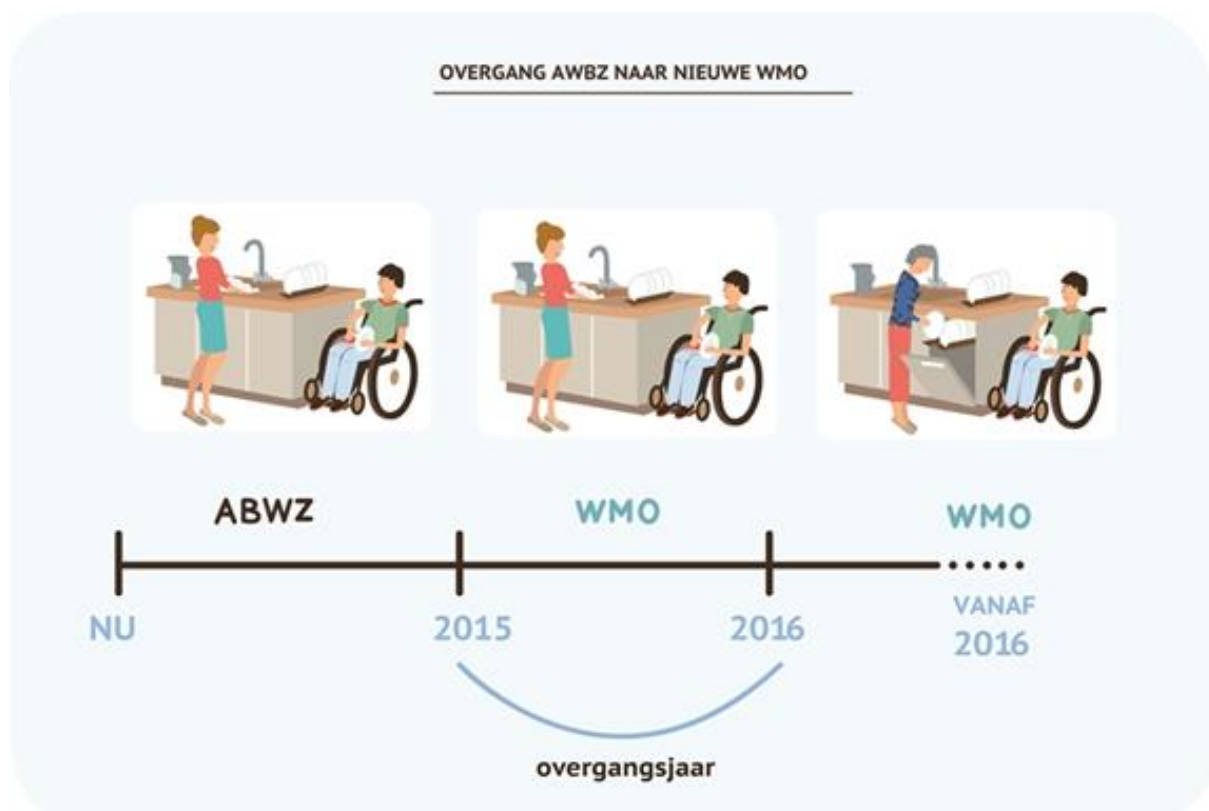 OVERGANG AWBZ NAAR NIEUWE WMO
ABWZ
WMO
WMO
NU
2015
2016
VANAF
2016
overgangsjaar